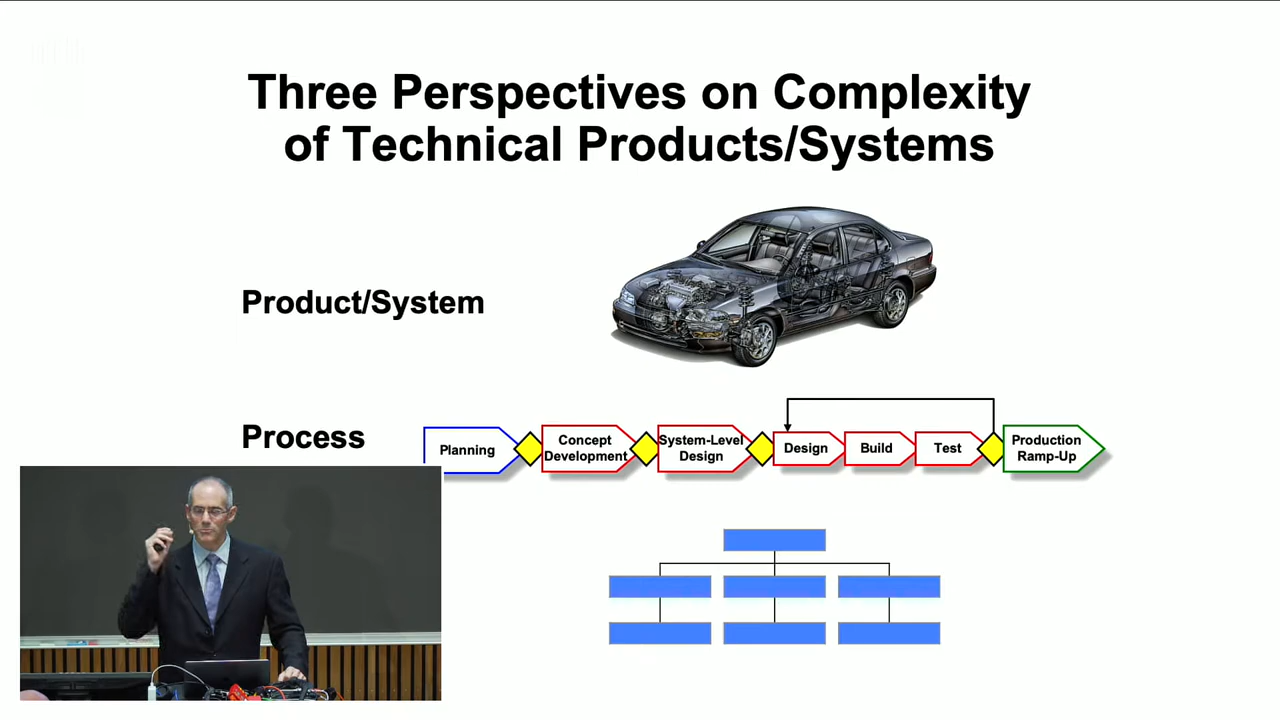 Three Perspectives on Complexity
of Technical Products/Systems
Product/System
Process
Planning
Concept
Development
System-Level
Design
Design
Build
Test
Production
Ramp-Up